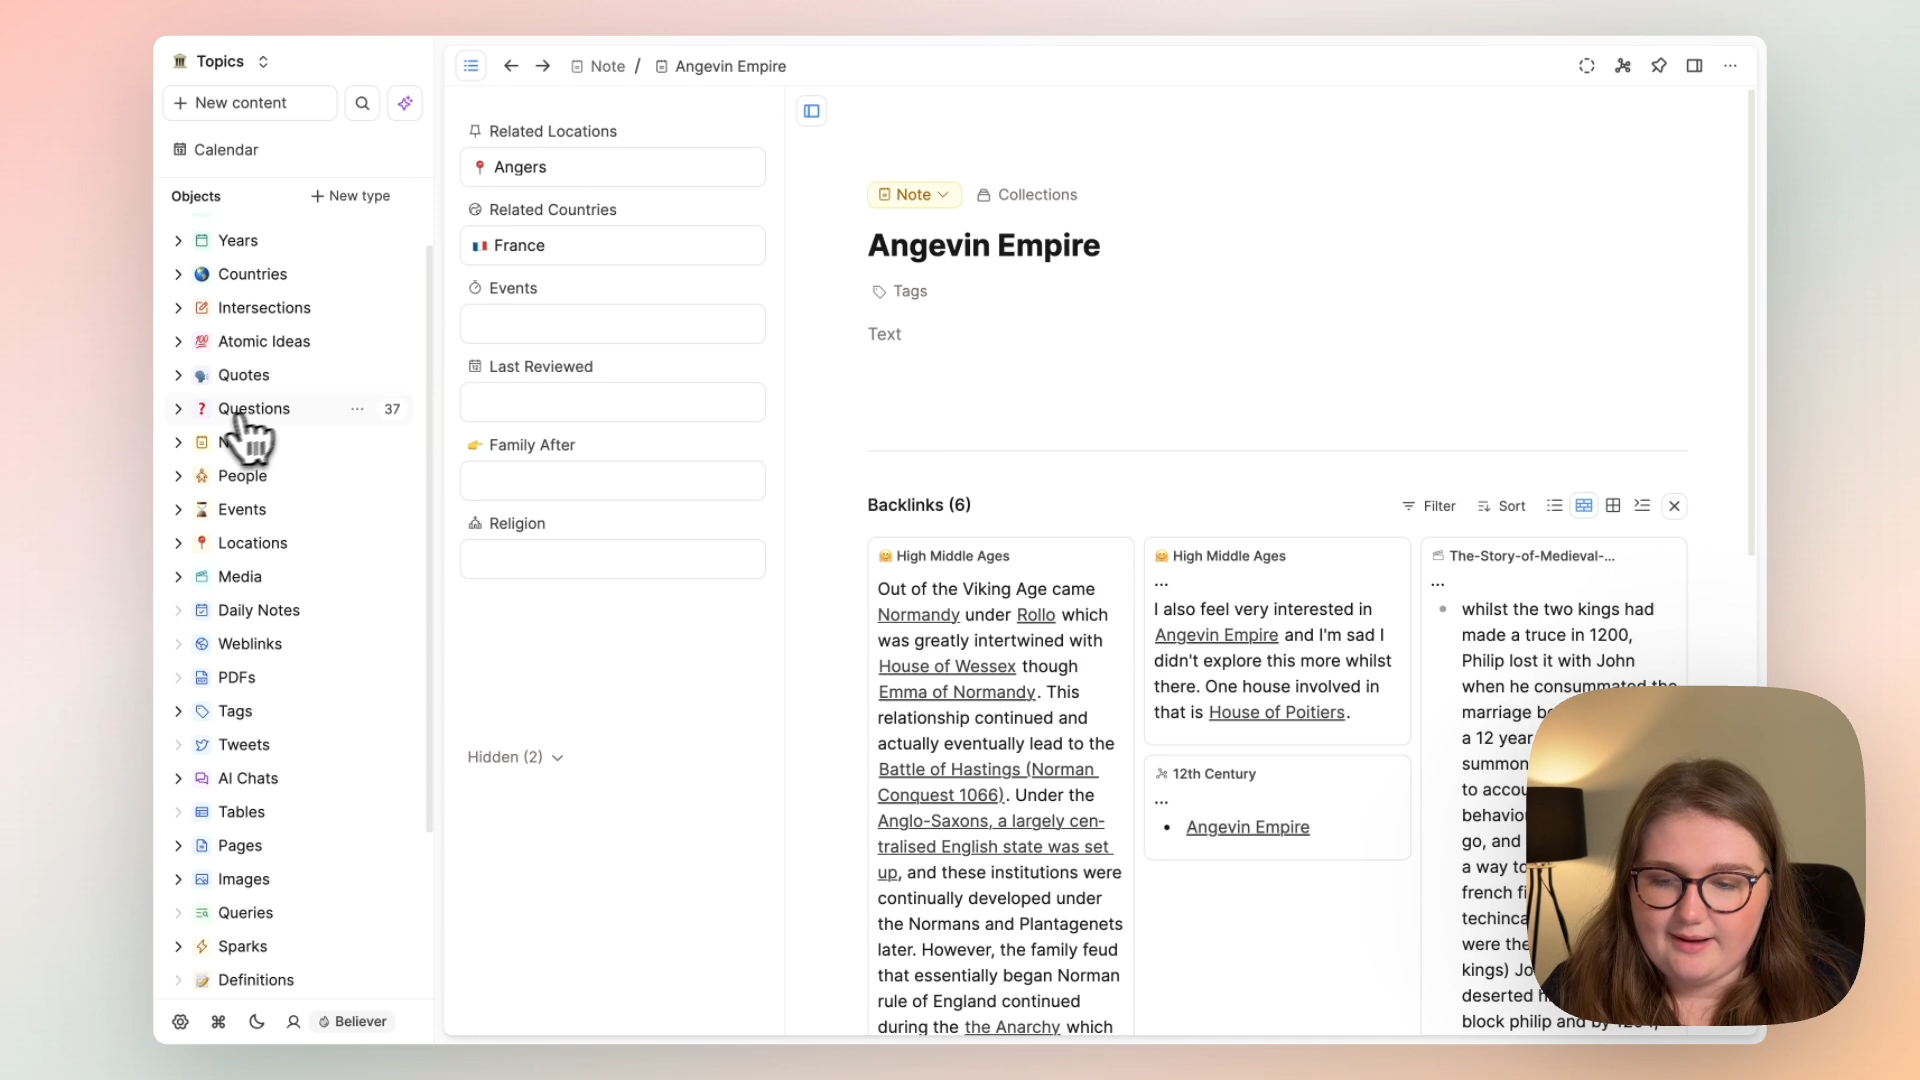 Topics
New content
Calendar
Objects
New type
Years
Countries
Intersections
Atomic Ideas
Quotes
Questions
37
People
Events
Locations
Media
Daily Notes
Weblinks
PDFs
Tags
Tweets
AI Chats
Tables
Pages
Images
Queries
Sparks
Definitions
Believer
Note / Angevin Empire
Related Locations
Angers
Related Countries
France
Events
Last Reviewed
Family After
Religion
Hidden (2)
Note
Collections
Angevin Empire
Tags
Text
Backlinks (6)
Filter
Sort
High Middle Ages
Out of the Viking Age came
Normandy under Rollo which
was greatly intertwined with
House of Wessex though
Emma of Normandy. This
relationship continued and
actually eventually lead to the
Battle of Hastings (Norman
Conquest 1066). Under the
Anglo-Saxons, a largely cen-
tralised English state was set
up, and these institutions were
continually developed under
the Normans and Plantagenets
later. However, the family feud
that essentially began Norman
rule of England continued
during the the Anarchy which
High Middle Ages
...
I also feel very interested in
Angevin Empire and I'm sad I
didn't explore this more whilst
there. One house involved in
that is House of Poitiers.
12th Century
...
• Angevin Empire
The-Story-of-Medieval-...
...
whilst the two kings had
made a truce in 1200,
Philip lost it with John
when he consummated the
marriage
a 12 year
summon
to
go, and
a way to
french
were the
kings)
deserted
block philip and by